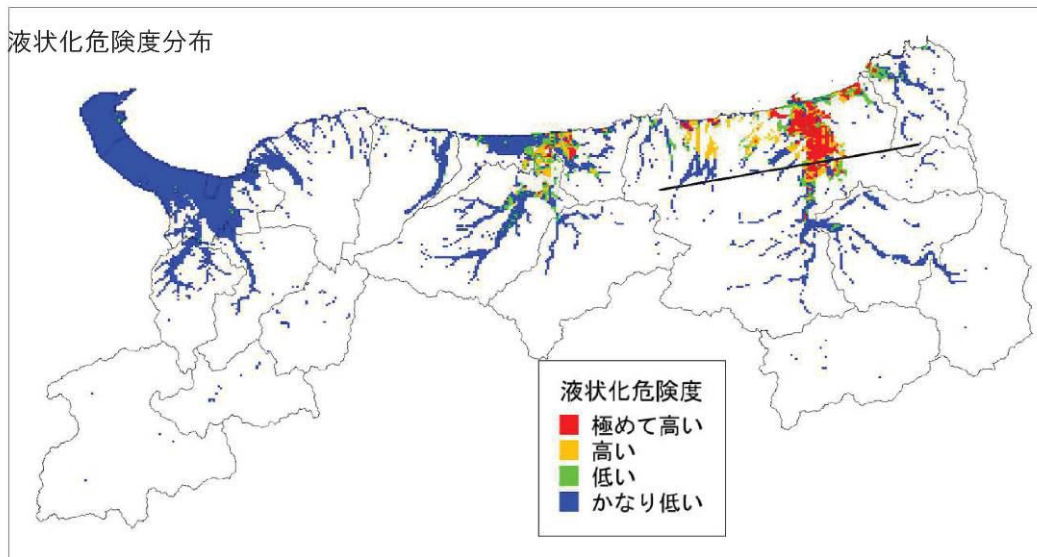 液状化危険度分布
液状化危険度
極めて高い
高い
低い
かなり低い